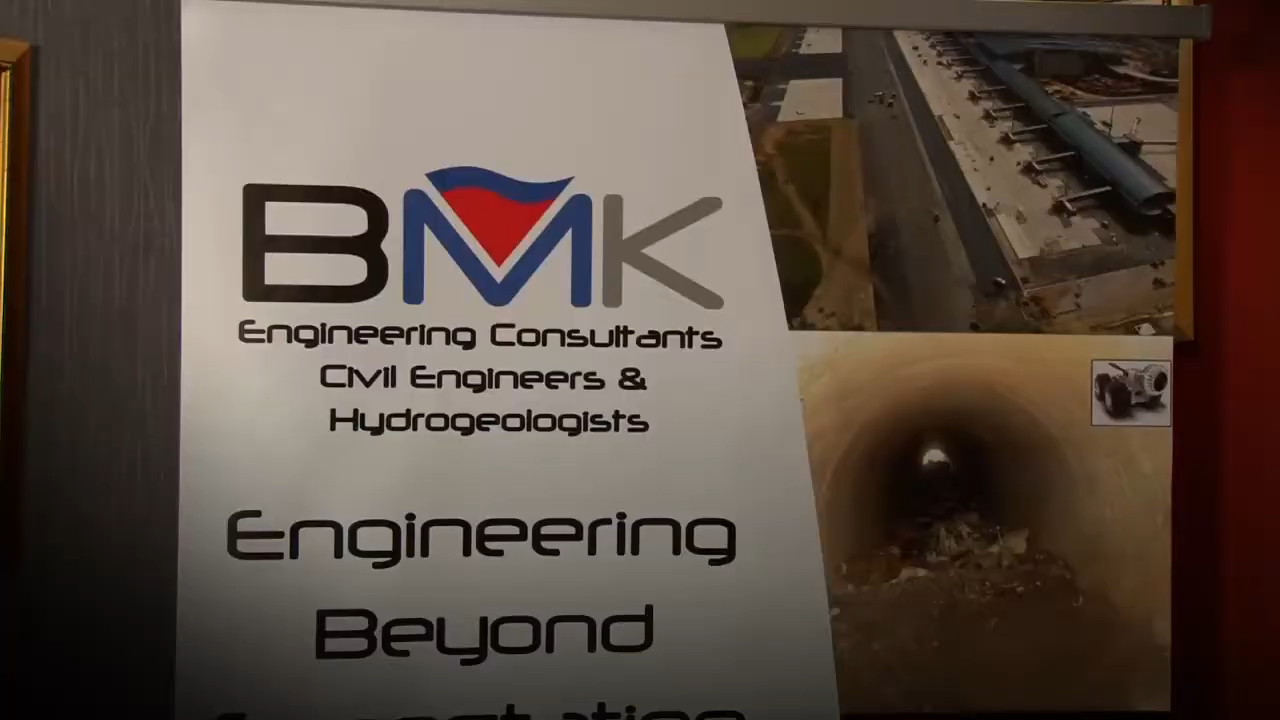 BMK
Engineering Consultants
Civil Engineers &
Hydrogeologists
Engineering
Beyond